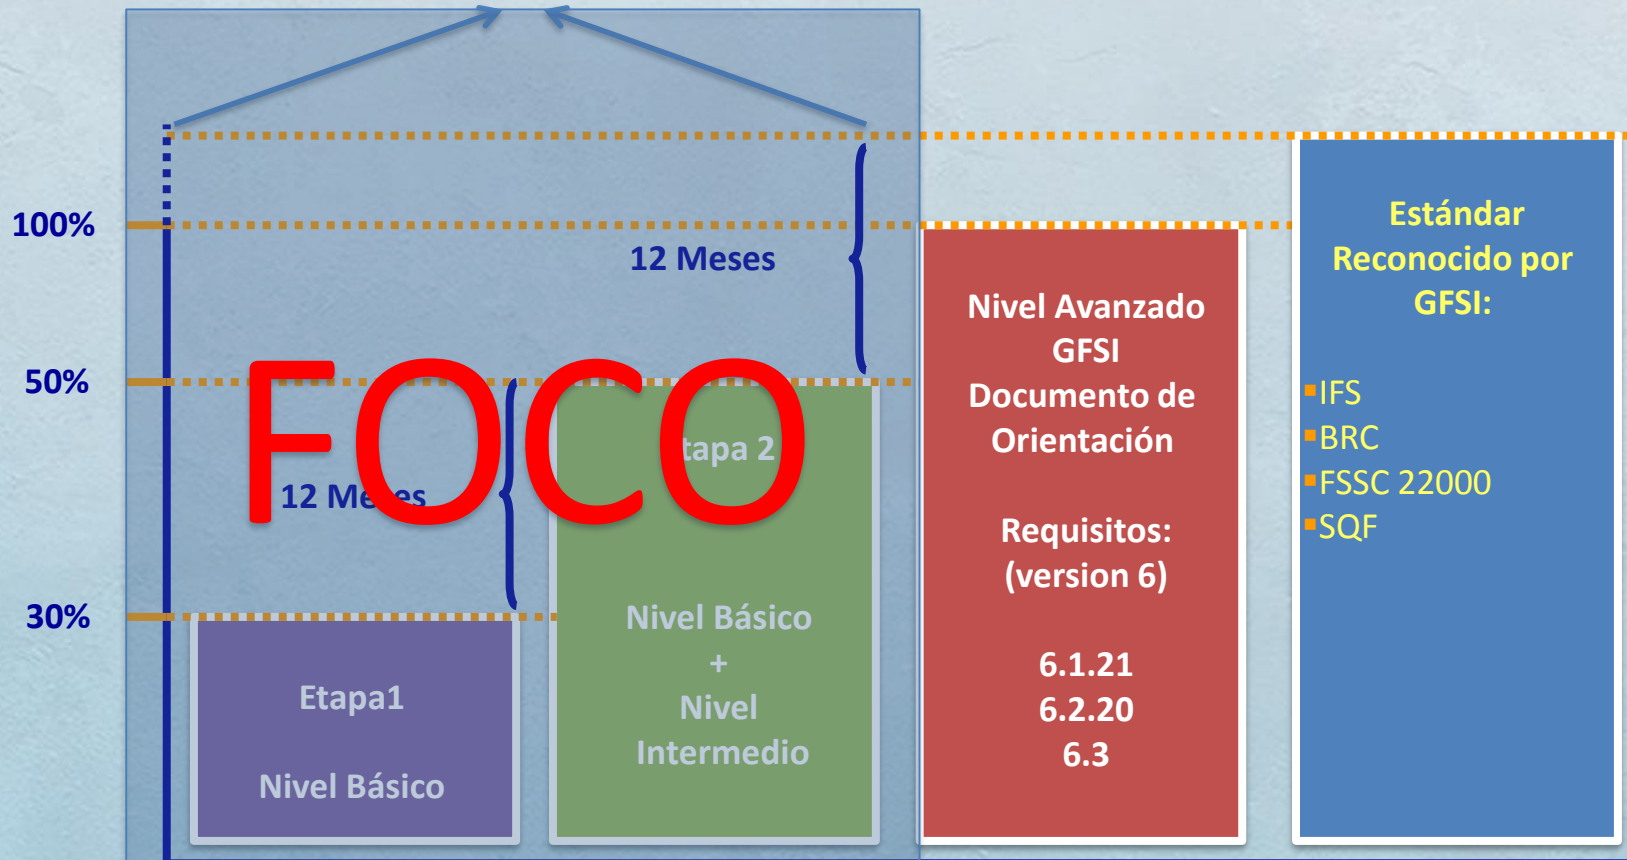 100%
50%
30%
12 Meses
12 Meses
FOCO
Etapa1
Nivel Básico
tapa 2
Nivel Básico
+
Nivel
Intermedio
Nivel Avanzado
GFSI
Documento de
Orientación
Requisitos:
(version 6)
6.1.21
6.2.20
6.3
Estándar
Reconocido por
GFSI:
▪IFS
▪BRC
▪FSSC 22000
▪SQF